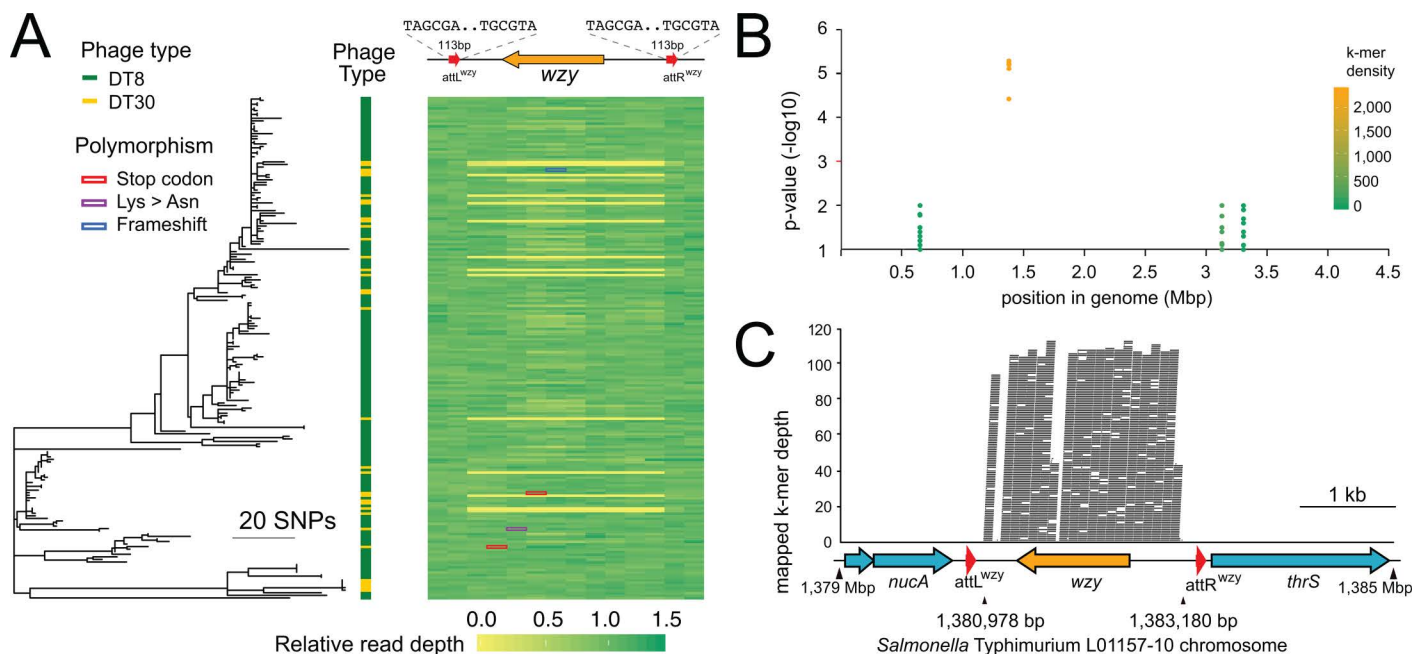 A
Phage type
DT8
DT30
Polymorphism
Stop codon
Lys > Asn
Frameshift
20 SNPs
Phage
Type
TAGCGA..TGCGTA
TAGCGA..TGCGTA
113bp
113bp
attL^wzy
wzy
attR^wzy
0.0 0.5 1.0 1.5
Relative read depth
B
p-value (-log10)
6
5
4
3
2
1
0.5 1.0 1.5 2.0 2.5 3 3.5 4.0 4.5
position in genome (Mbp)
k-mer
density
2,000
1,500
1,000
500
0
C
mapped k-mer depth
120
100
80
60
40
20
0
1 kb
nucA attL^wzy wzy attR^wzy thrS
1,379 Mbp
1,385 Mbp
1,380,978 bp
1,383,180 bp
Salmonella Typhimurium L01157-10 chromosome